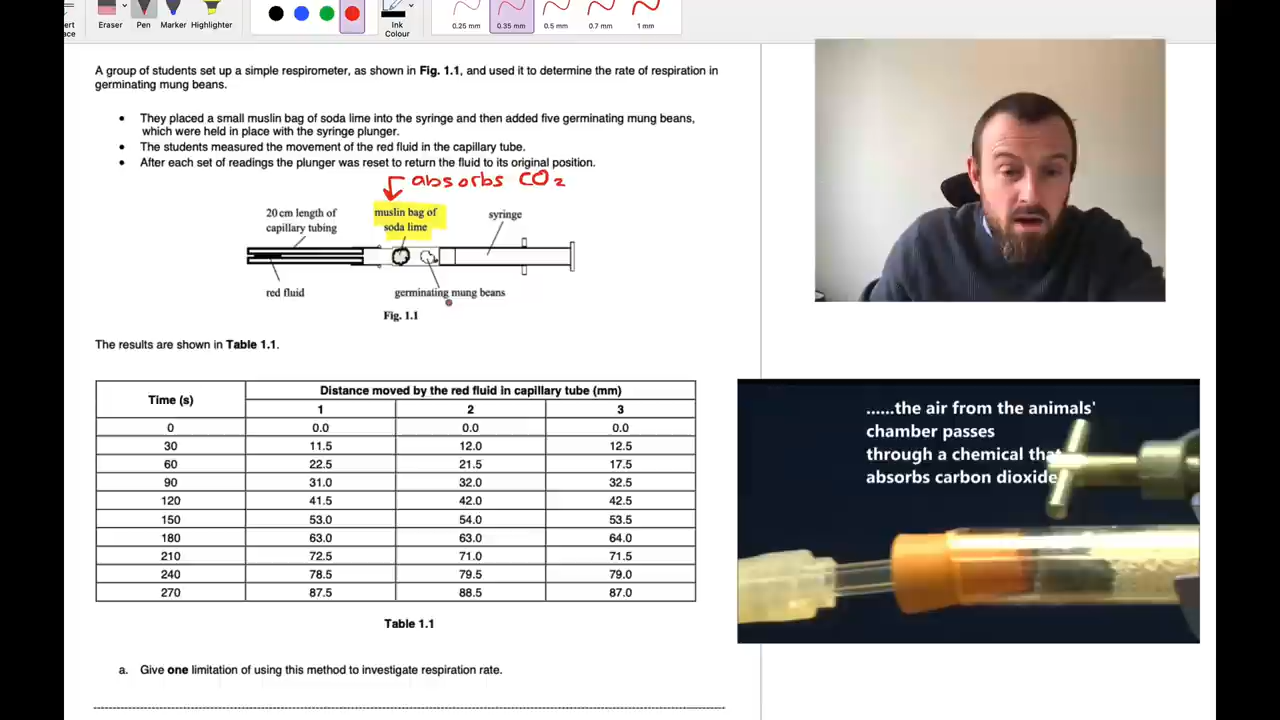 ert
ace
Eraser
Pen
Marker
Highlighter
Ink
Colour
0.25 mm
0.35 mm
0.5 mm
0.7 mm
1 mm
A group of students set up a simple respirometer, as shown in Fig. 1.1, and used it to determine the rate of respiration in
germinating mung beans.
• They placed a small muslin bag of soda lime into the syringe and then added five germinating mung beans,
which were held in place with the syringe plunger.
• The students measured the movement of the red fluid in the capillary tube.
• After each set of readings the plunger was reset to return the fluid to its original position.
absorbs CO2
20 cm length of
capillary tubing
muslin bag of
soda lime
syringe
red fluid
germinating mung beans
Fig. 1.1
The results are shown in Table 1.1.
Time (s)
Distance moved by the red fluid in capillary tube (mm)
1 2 3
0 0.0 0.0 0.0
30 11.5 12.0 12.5
60 22.5 21.5 17.5
90 31.0 32.0 32.5
120 41.5 42.0 42.5
150 53.0 54.0 53.5
180 63.0 63.0 64.0
210 72.5 71.0 71.5
240 78.5 79.5 79.0
270 87.5 88.5 87.0
Table 1.1
a. Give one limitation of using this method to investigate respiration rate.
......the air from the animals'
chamber passes
through a chemical that
absorbs carbon dioxide